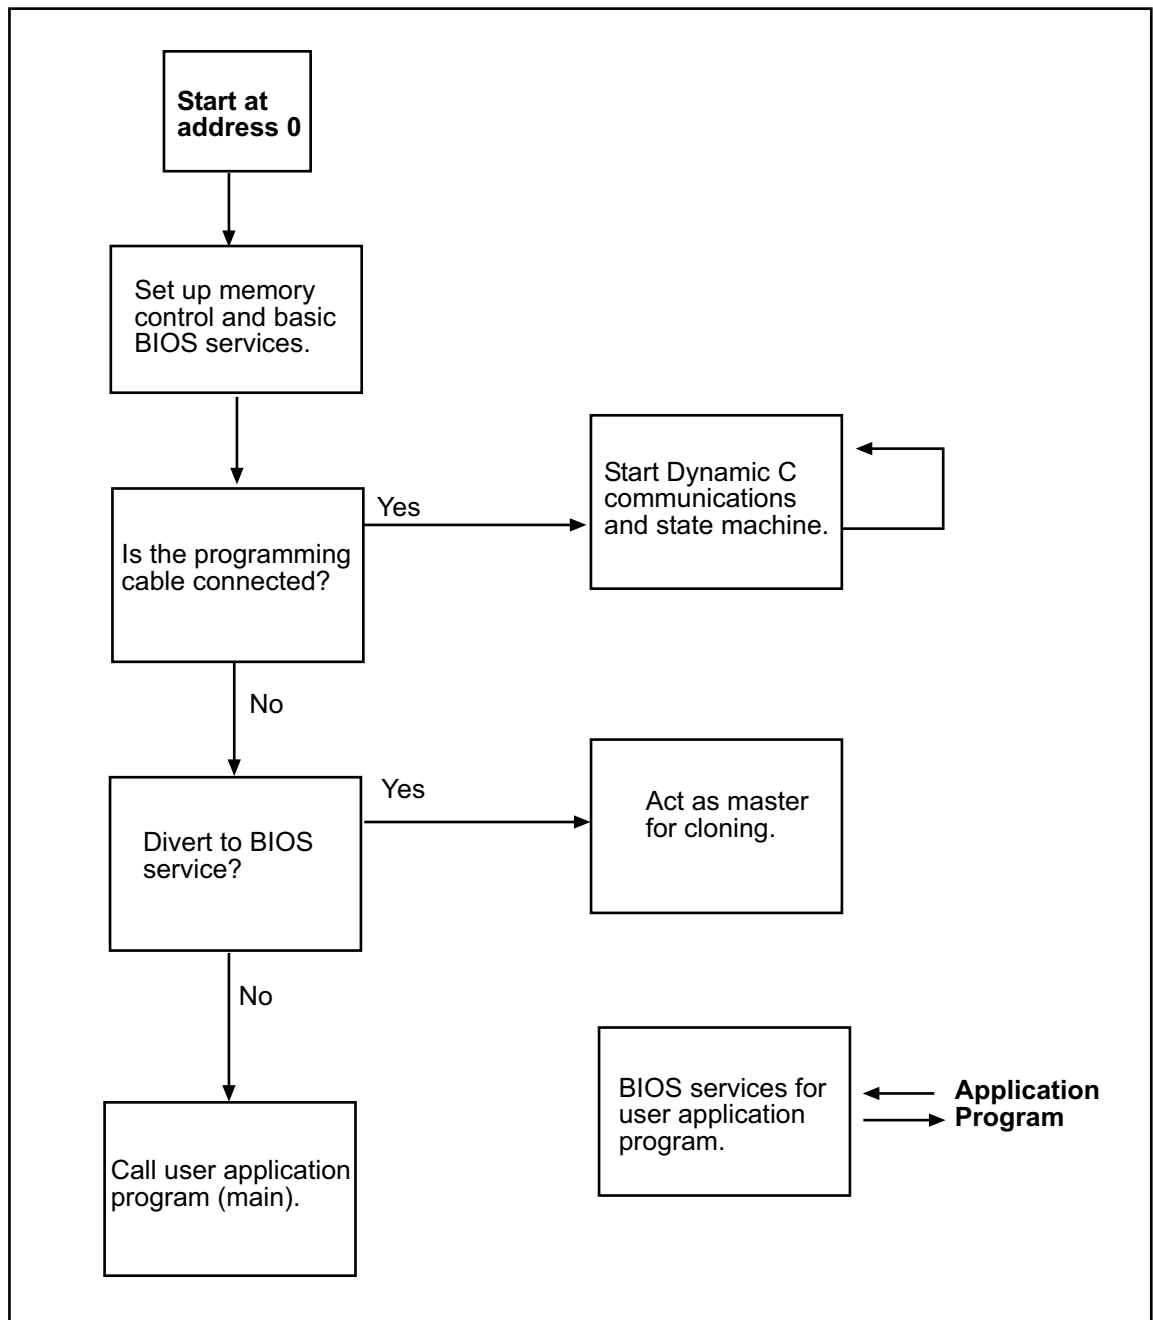 Start at
address 0
Set up memory
control and basic
BIOS services.
Yes
Start Dynamic C
communications
and state machine.
Is the programming
cable connected?
No
Yes
Act as master
for cloning.
Divert to BIOS
service?
No
BIOS services for
user application
program.
Application
Program
Call user application
program (main).